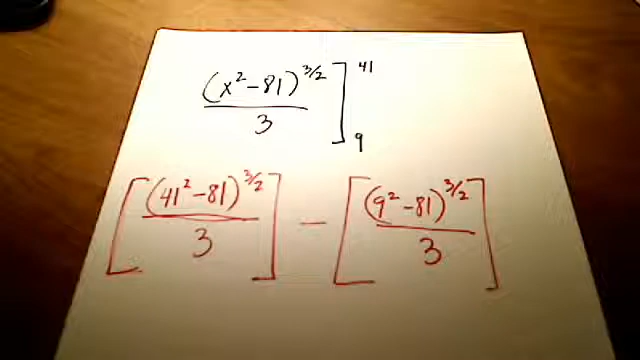 (x² - 81)^3/2 / 3 ] 41 9
[ (41² - 81)^3/2 / 3 ] - [ (9² - 81)^3/2 / 3 ]